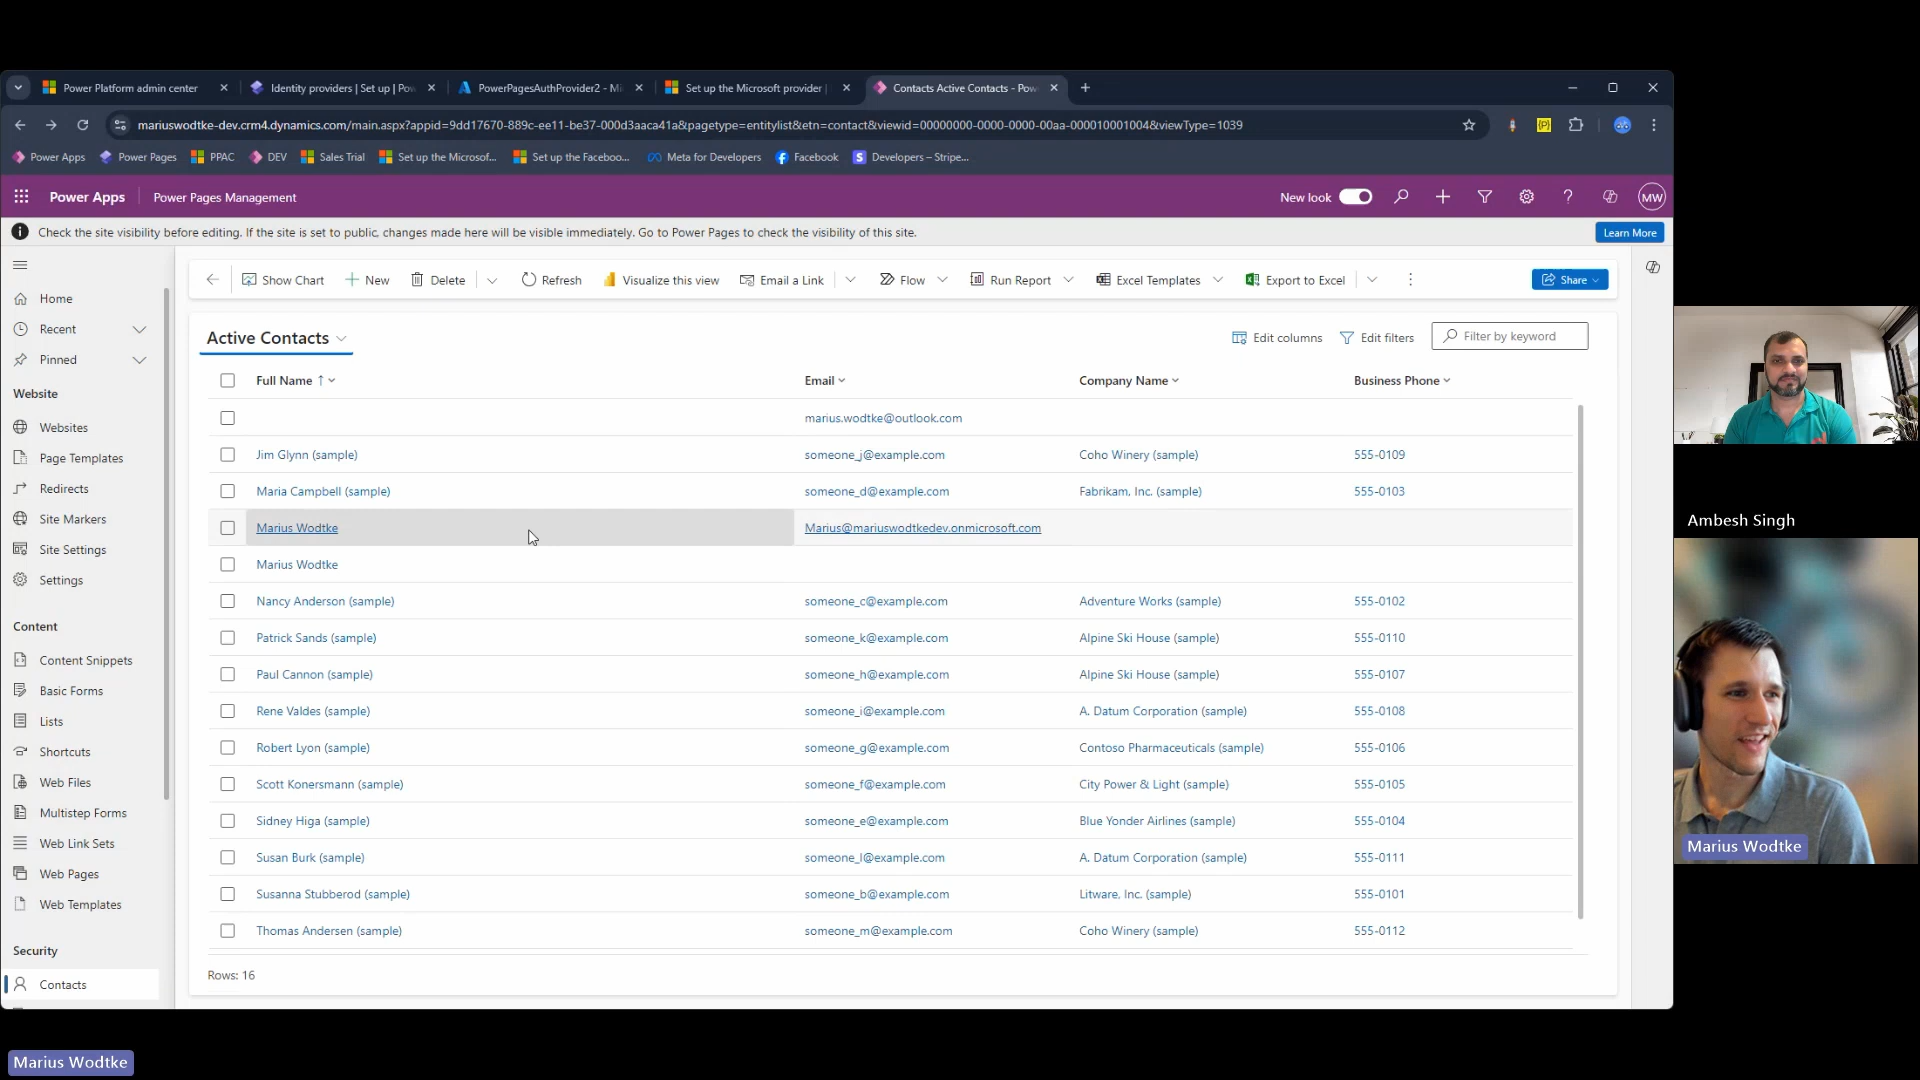 Power Platform admin center
Identity providers | Set up | Pow
PowerPagesAuthProvider2 - Mi
Set up the Microsoft provider |
Contacts Active Contacts - Pow
mariuswodtke-dev.crm4.dynamics.com/main.aspx?appid=9dd17670-889c-ee11-be37-000d3aaca41a&pagetype=entitylist&etn=contact&viewid=00000000-0000-0000-00aa-000010001004&viewType=1039
Power Apps Power Pages PPAC DEV Sales Trial Set up the Microsof... Set up the Faceboo... Meta for Developers Facebook Developers – Stripe...
Power Apps Power Pages Management New look MW
Check the site visibility before editing. If the site is set to public, changes made here will be visible immediately. Go to Power Pages to check the visibility of this site. Learn More
Show Chart New Delete Refresh Visualize this view Email a Link Flow Run Report Excel Templates Export to Excel Share
Home
Recent
Pinned
Website
Websites
Page Templates
Redirects
Site Markers
Site Settings
Settings
Content
Content Snippets
Basic Forms
Lists
Shortcuts
Web Files
Multistep Forms
Web Link Sets
Web Pages
Web Templates
Security
Contacts
Active Contacts Edit columns Edit filters Filter by keyword
Full Name ↑ Email Company Name Business Phone
marius.wodtke@outlook.com
Jim Glynn (sample) someone_j@example.com Coho Winery (sample) 555-0109
Maria Campbell (sample) someone_d@example.com Fabrikam, Inc. (sample) 555-0103
Marius Wodtke Marius@mariuswodtkedev.onmicrosoft.com
Marius Wodtke
Nancy Anderson (sample) someone_c@example.com Adventure Works (sample) 555-0102
Patrick Sands (sample) someone_k@example.com Alpine Ski House (sample) 555-0110
Paul Cannon (sample) someone_h@example.com Alpine Ski House (sample) 555-0107
Rene Valdes (sample) someone_i@example.com A. Datum Corporation (sample) 555-0108
Robert Lyon (sample) someone_g@example.com Contoso Pharmaceuticals (sample) 555-0106
Scott Konersmann (sample) someone_f@example.com City Power & Light (sample) 555-0105
Sidney Higa (sample) someone_e@example.com Blue Yonder Airlines (sample) 555-0104
Susan Burk (sample) someone_l@example.com A. Datum Corporation (sample) 555-0111
Susanna Stubberod (sample) someone_b@example.com Litware, Inc. (sample) 555-0101
Thomas Andersen (sample) someone_m@example.com Coho Winery (sample) 555-0112
Rows: 16
Ambesh Singh
Marius Wodtke
Marius Wodtke